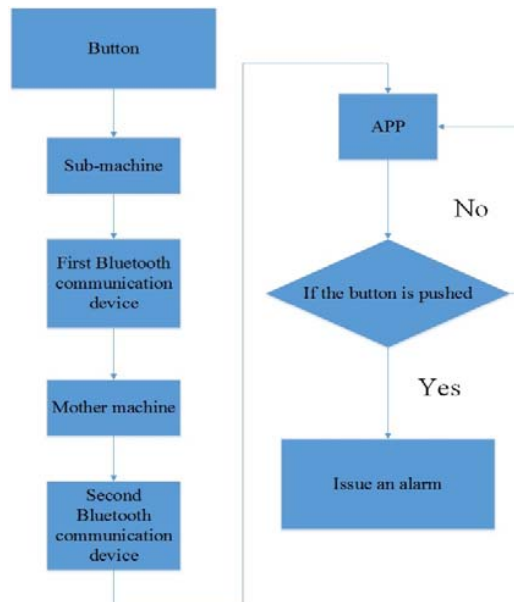 Button
Sub-machine
First Bluetooth
communication
device
Mother machine
Second
Bluetooth
communication
device
APP
No
If the button is pushed
Yes
Issue an alarm